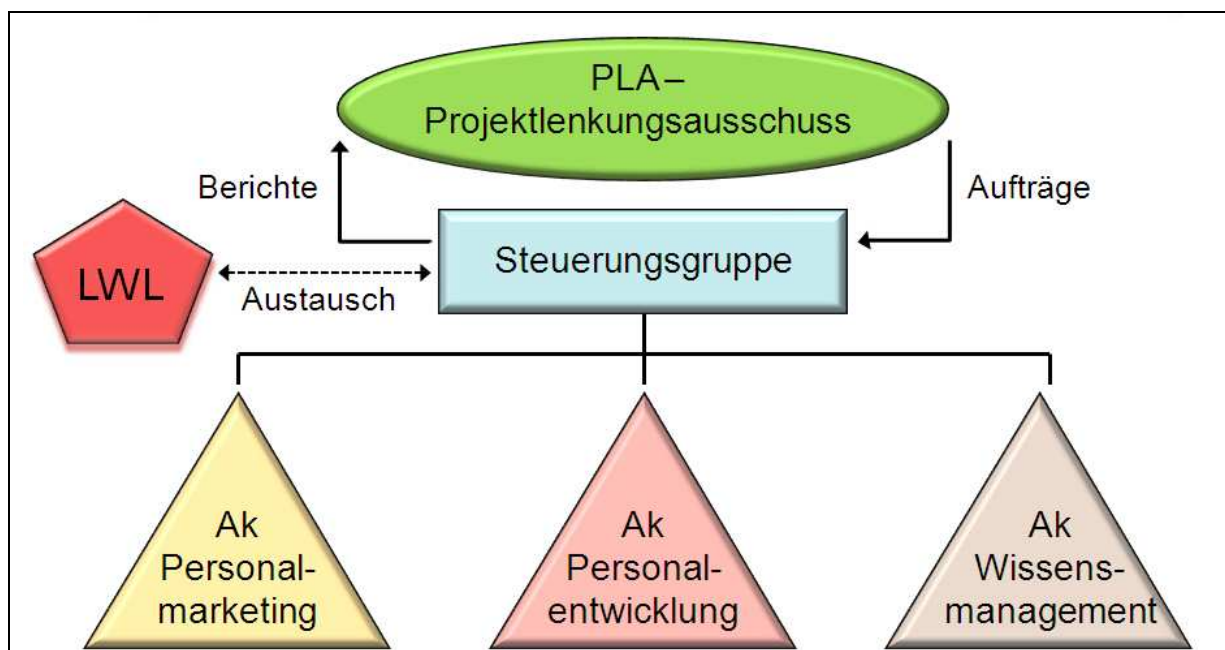 PLA –
Projektlenkungsausschuss
Berichte
Aufträge
Steuerungsgruppe
LWL
Austausch
Ak
Personal-
marketing
Ak
Personal-
entwicklung
Ak
Wissens-
management